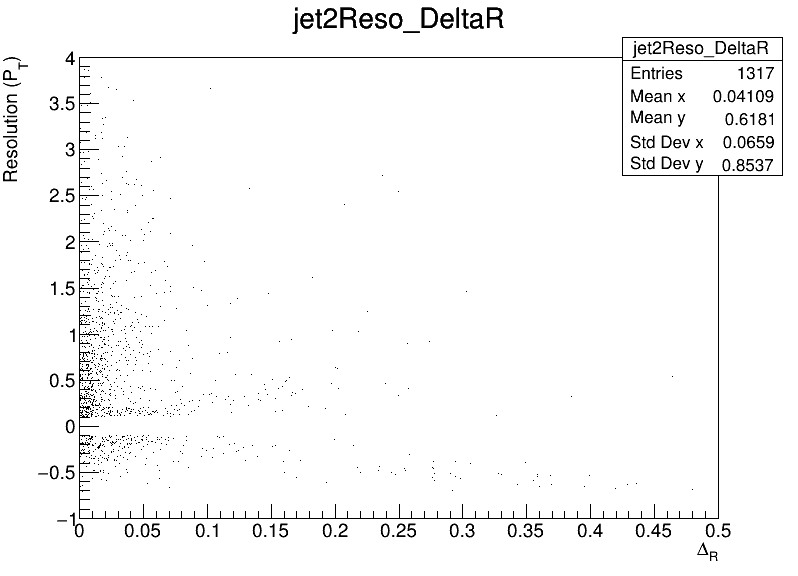 jet2Reso_DeltaR
jet2Reso_DeltaR
Entries 1317
Mean x 0.04109
Mean y 0.6181
Std Dev x 0.0659
Std Dev y 0.8537
Resolution (P_T)
4
3.5
3
2.5
2
1.5
1
0.5
0
−0.5
−1
0 0.05 0.1 0.15 0.2 0.25 0.3 0.35 0.4 0.45 0.5
Δ_R